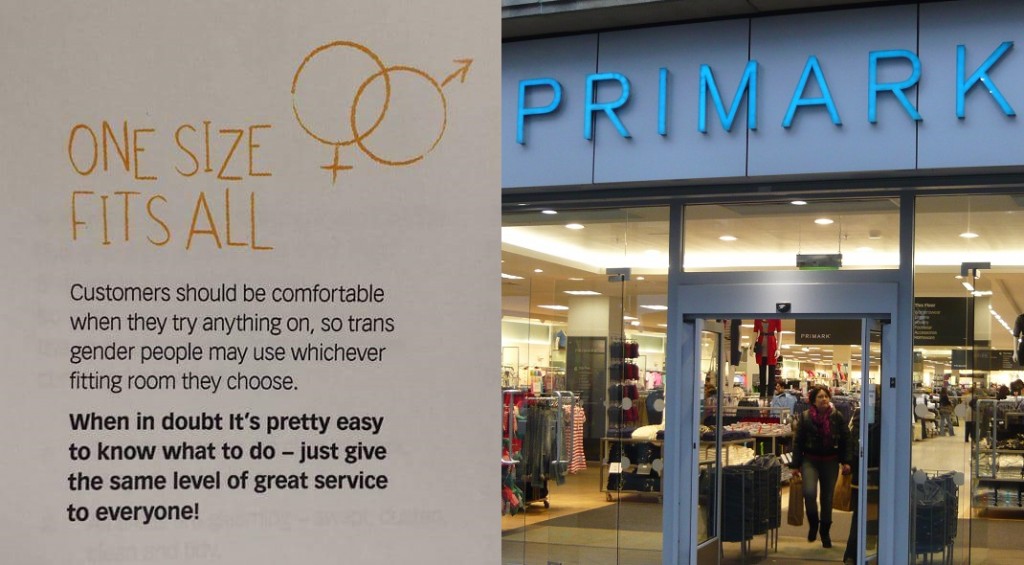 ONE SIZE
FITS ALL
Customers should be comfortable
when they try anything on, so trans
gender people may use whichever
fitting room they choose.
When in doubt It's pretty easy
to know what to do – just give
the same level of great service
to everyone!
PRIMARK
PRIMARK